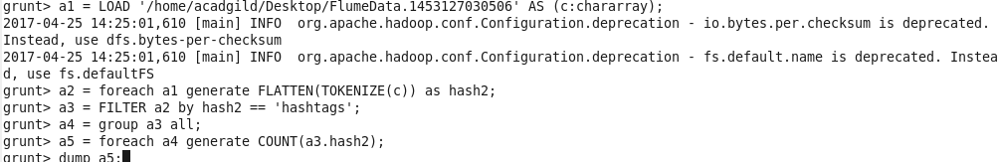 grunt> a1 = LOAD '/home/acadgild/Desktop/FlumeData.1453127030506' AS (c:chararray);
2017-04-25 14:25:01,610 [main] INFO  org.apache.hadoop.conf.Configuration.deprecation - io.bytes.per.checksum is deprecated.
Instead, use dfs.bytes-per-checksum
2017-04-25 14:25:01,610 [main] INFO  org.apache.hadoop.conf.Configuration.deprecation - fs.default.name is deprecated. Instea
d, use fs.defaultFS
grunt> a2 = foreach a1 generate FLATTEN(TOKENIZE(c)) as hash2;
grunt> a3 = FILTER a2 by hash2 == 'hashtags';
grunt> a4 = group a3 all;
grunt> a5 = foreach a4 generate COUNT(a3.hash2);
grunt> dump a5;